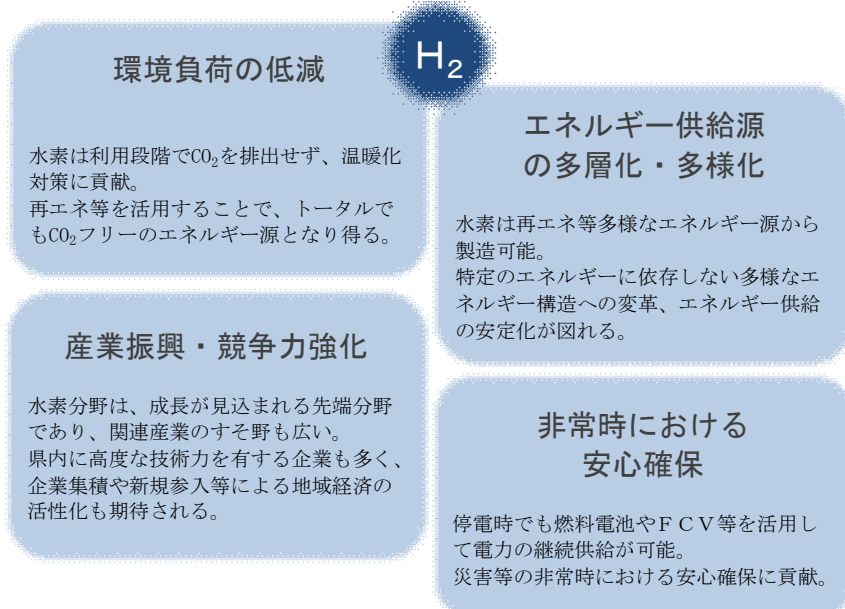 H₂
環境負荷の低減
水素は利用段階でCO₂を排出せず、温暖化
対策に貢献。
再エネ等を活用することで、トータルで
もCO₂フリーのエネルギー源となり得る。
エネルギー供給源
の多層化・多様化
水素は再エネ等多様なエネルギー源から
製造可能。
特定のエネルギーに依存しない多様なエ
ネルギー構造への変革、エネルギー供給
の安定化が図れる。
産業振興・競争力強化
水素分野は、成長が見込まれる先端分野
であり、関連産業のすそ野も広い。
県内に高度な技術力を有する企業も多く、
企業集積や新規参入等による地域経済の
活性化も期待される。
非常時における
安心確保
停電時でも燃料電池やＦＣＶ等を活用し
て電力の継続供給が可能。
災害等の非常時における安心確保に貢献。